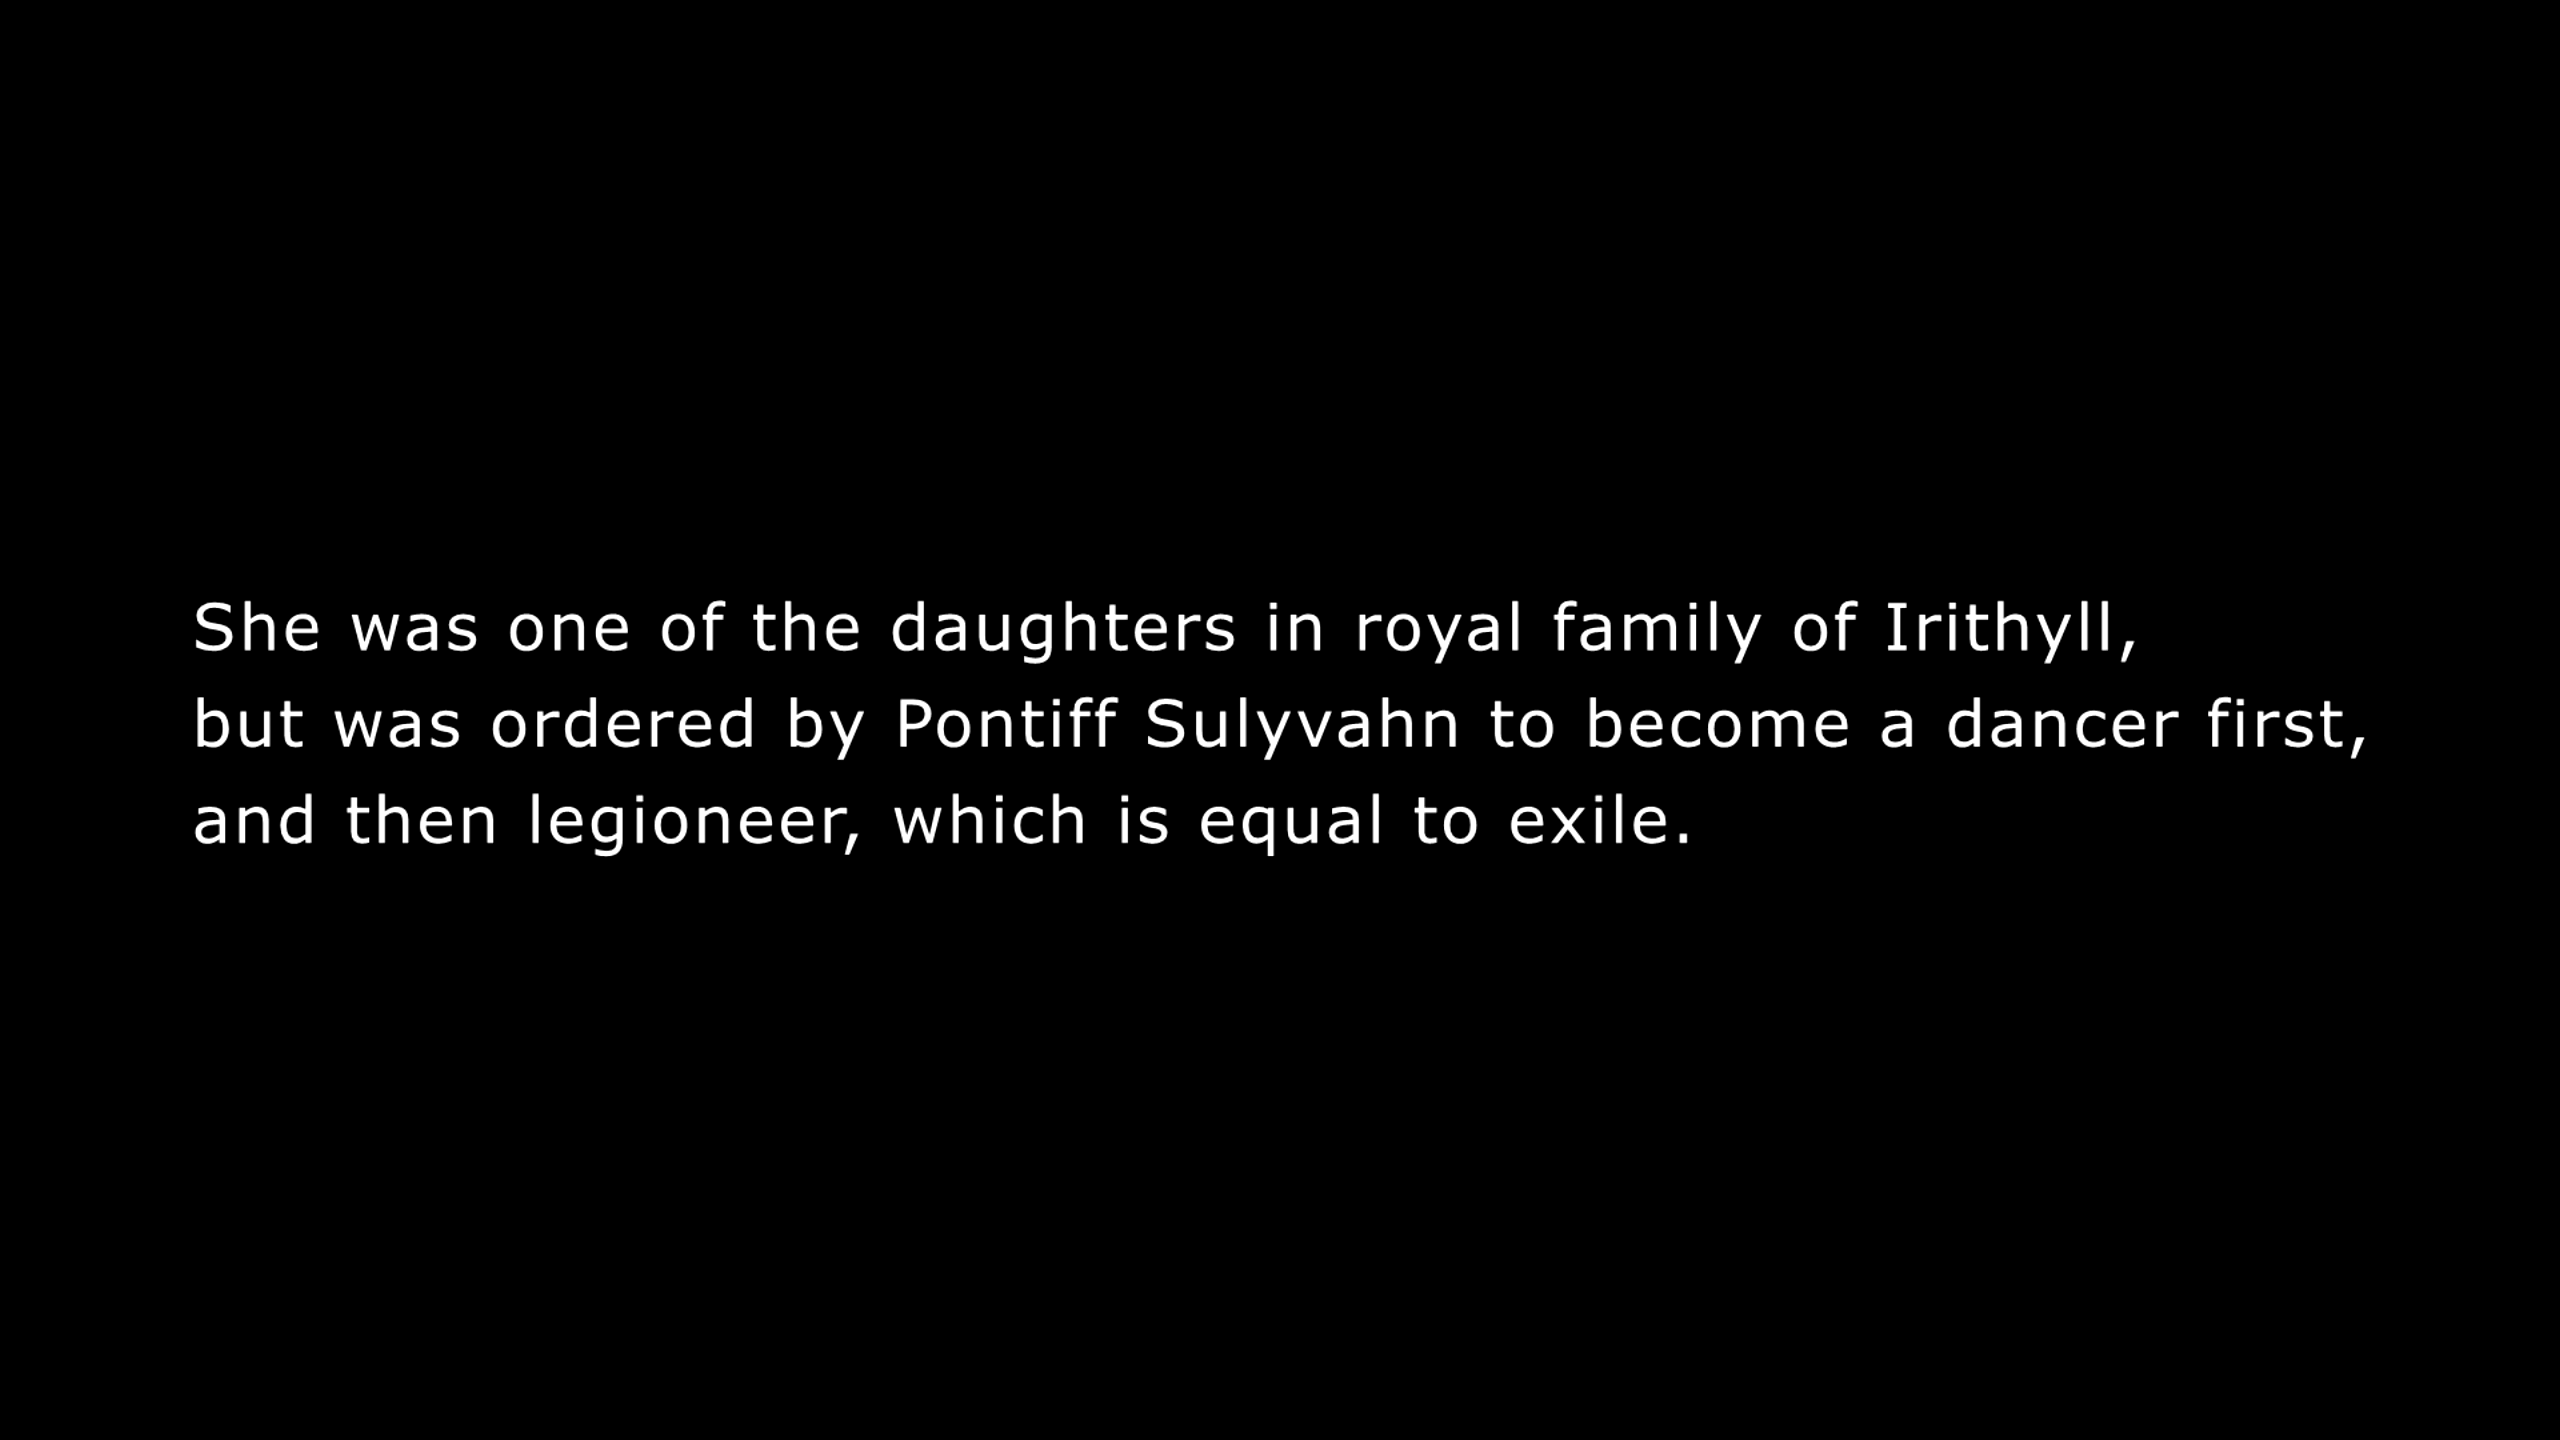 She was one of the daughters in royal family of Irithyll,
but was ordered by Pontiff Sulyvahn to become a dancer first,
and then legioneer, which is equal to exile.